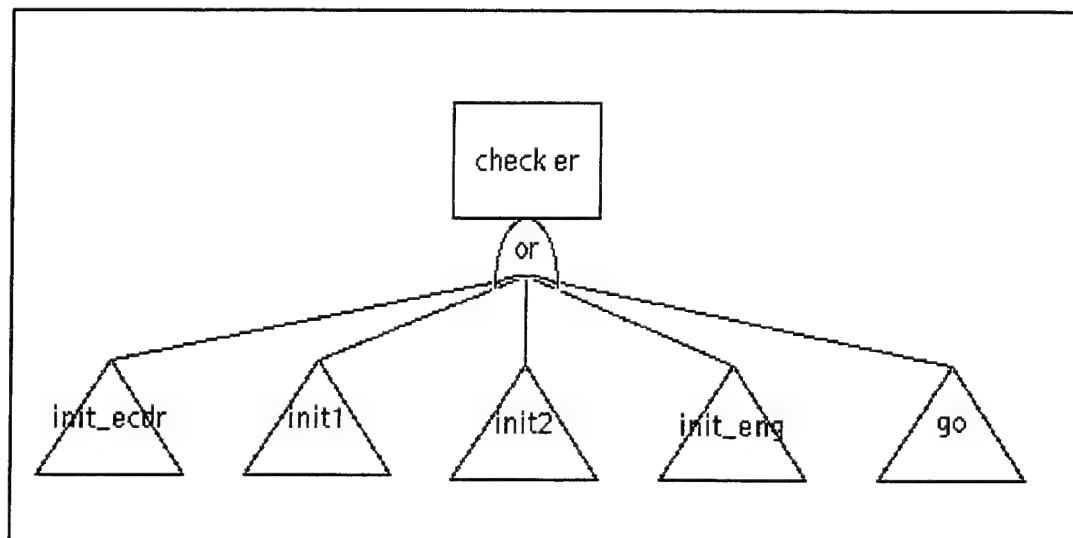 checker
or
init_ecdr
init1
init2
init_eng
go